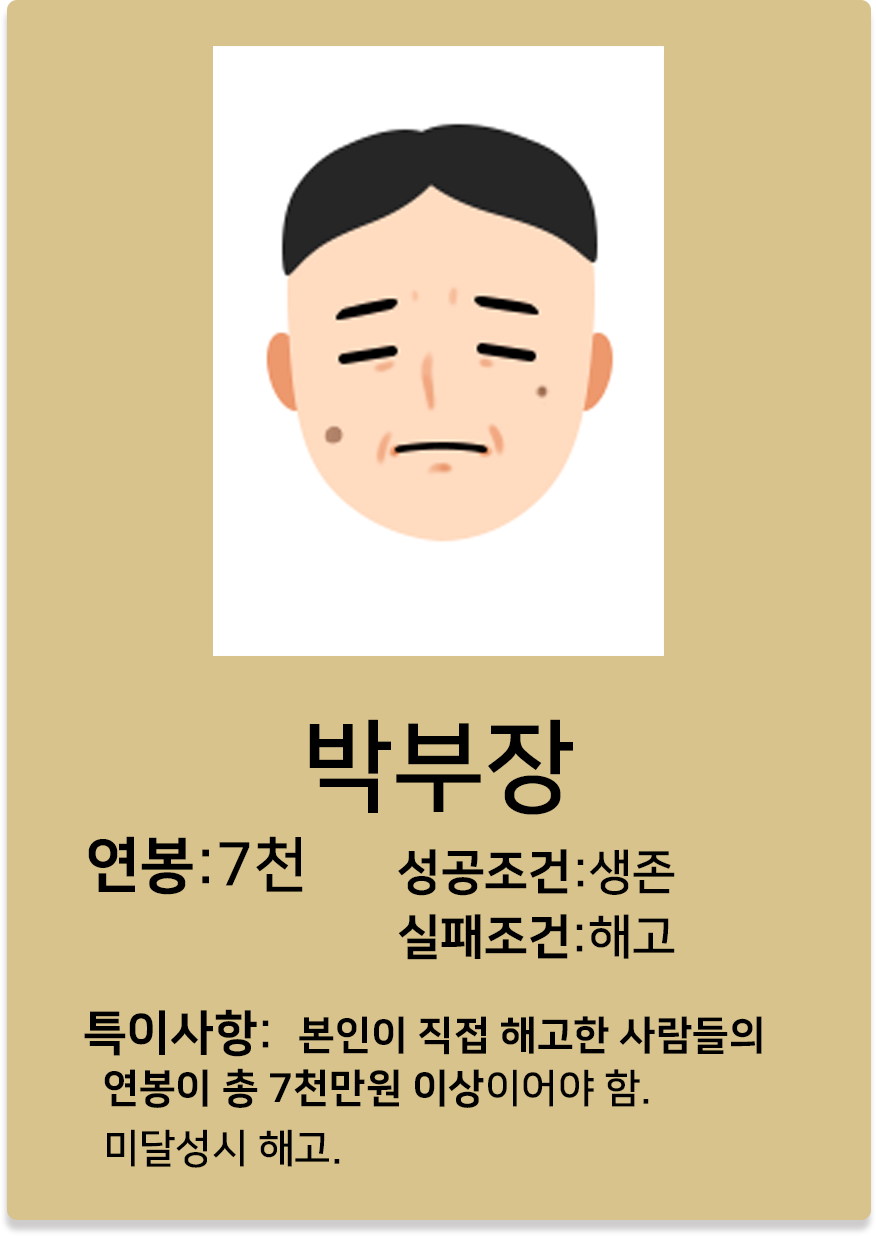 박부장
연봉:7천
성공조건:생존
실패조건:해고
특이사항: 본인이 직접 해고한 사람들의
연봉이 총 7천만원 이상이어야 함.
미달성시 해고.